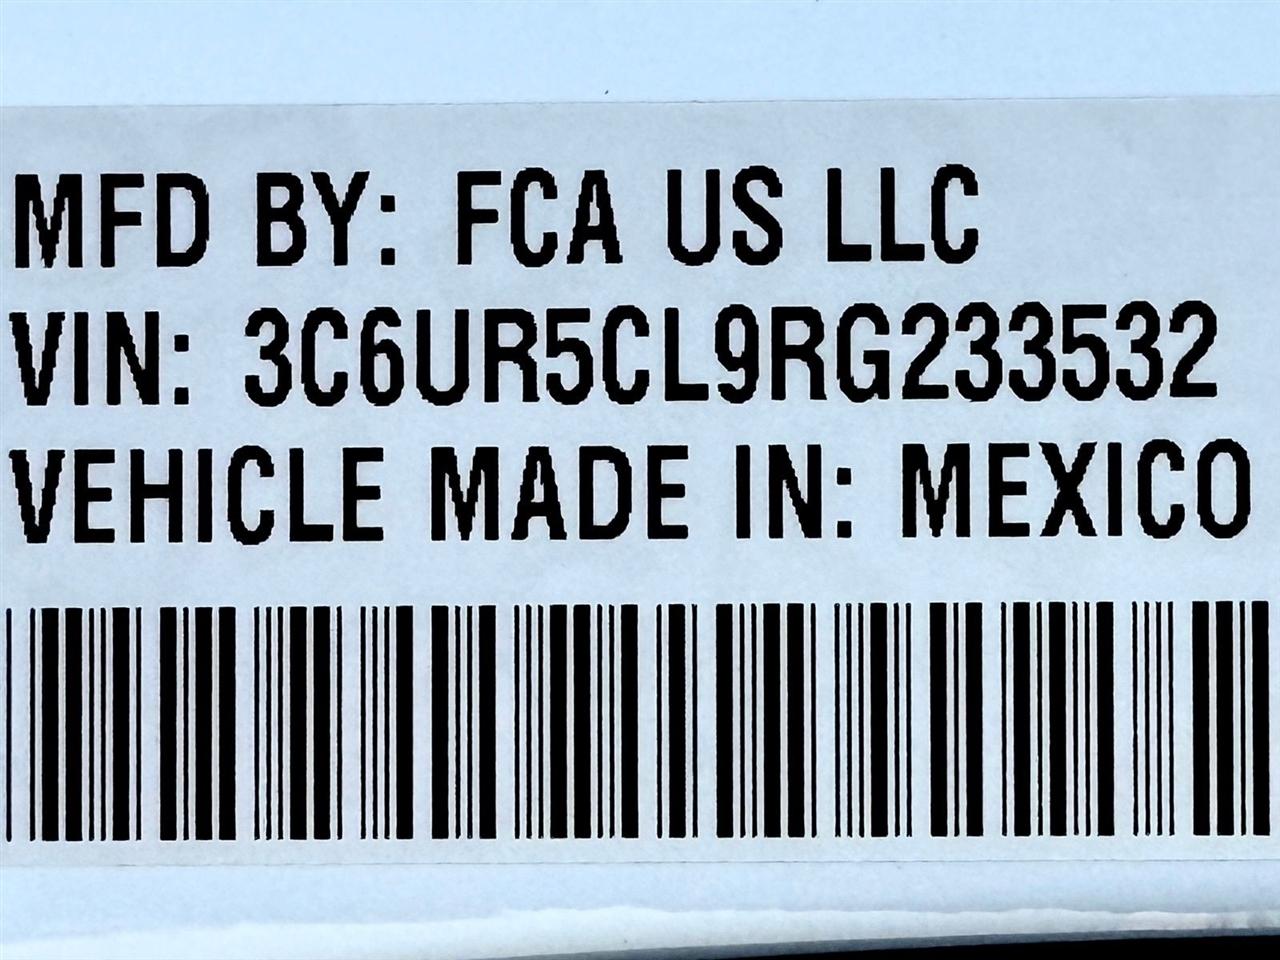 MFD BY: FCA US LLC
VIN: 3C6UR5CL9RG233532
VEHICLE MADE IN: MEXICO